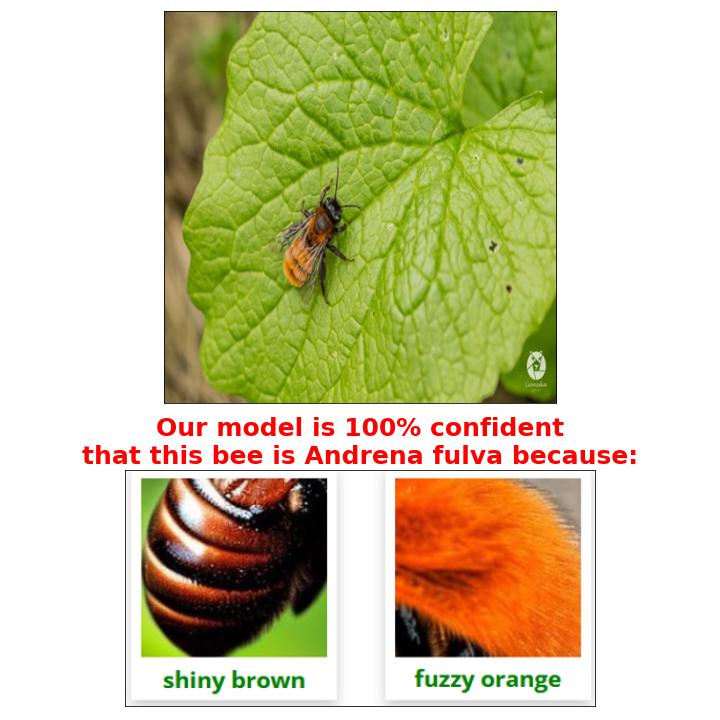 Our model is 100% confident
that this bee is Andrena fulva because:
shiny brown
fuzzy orange